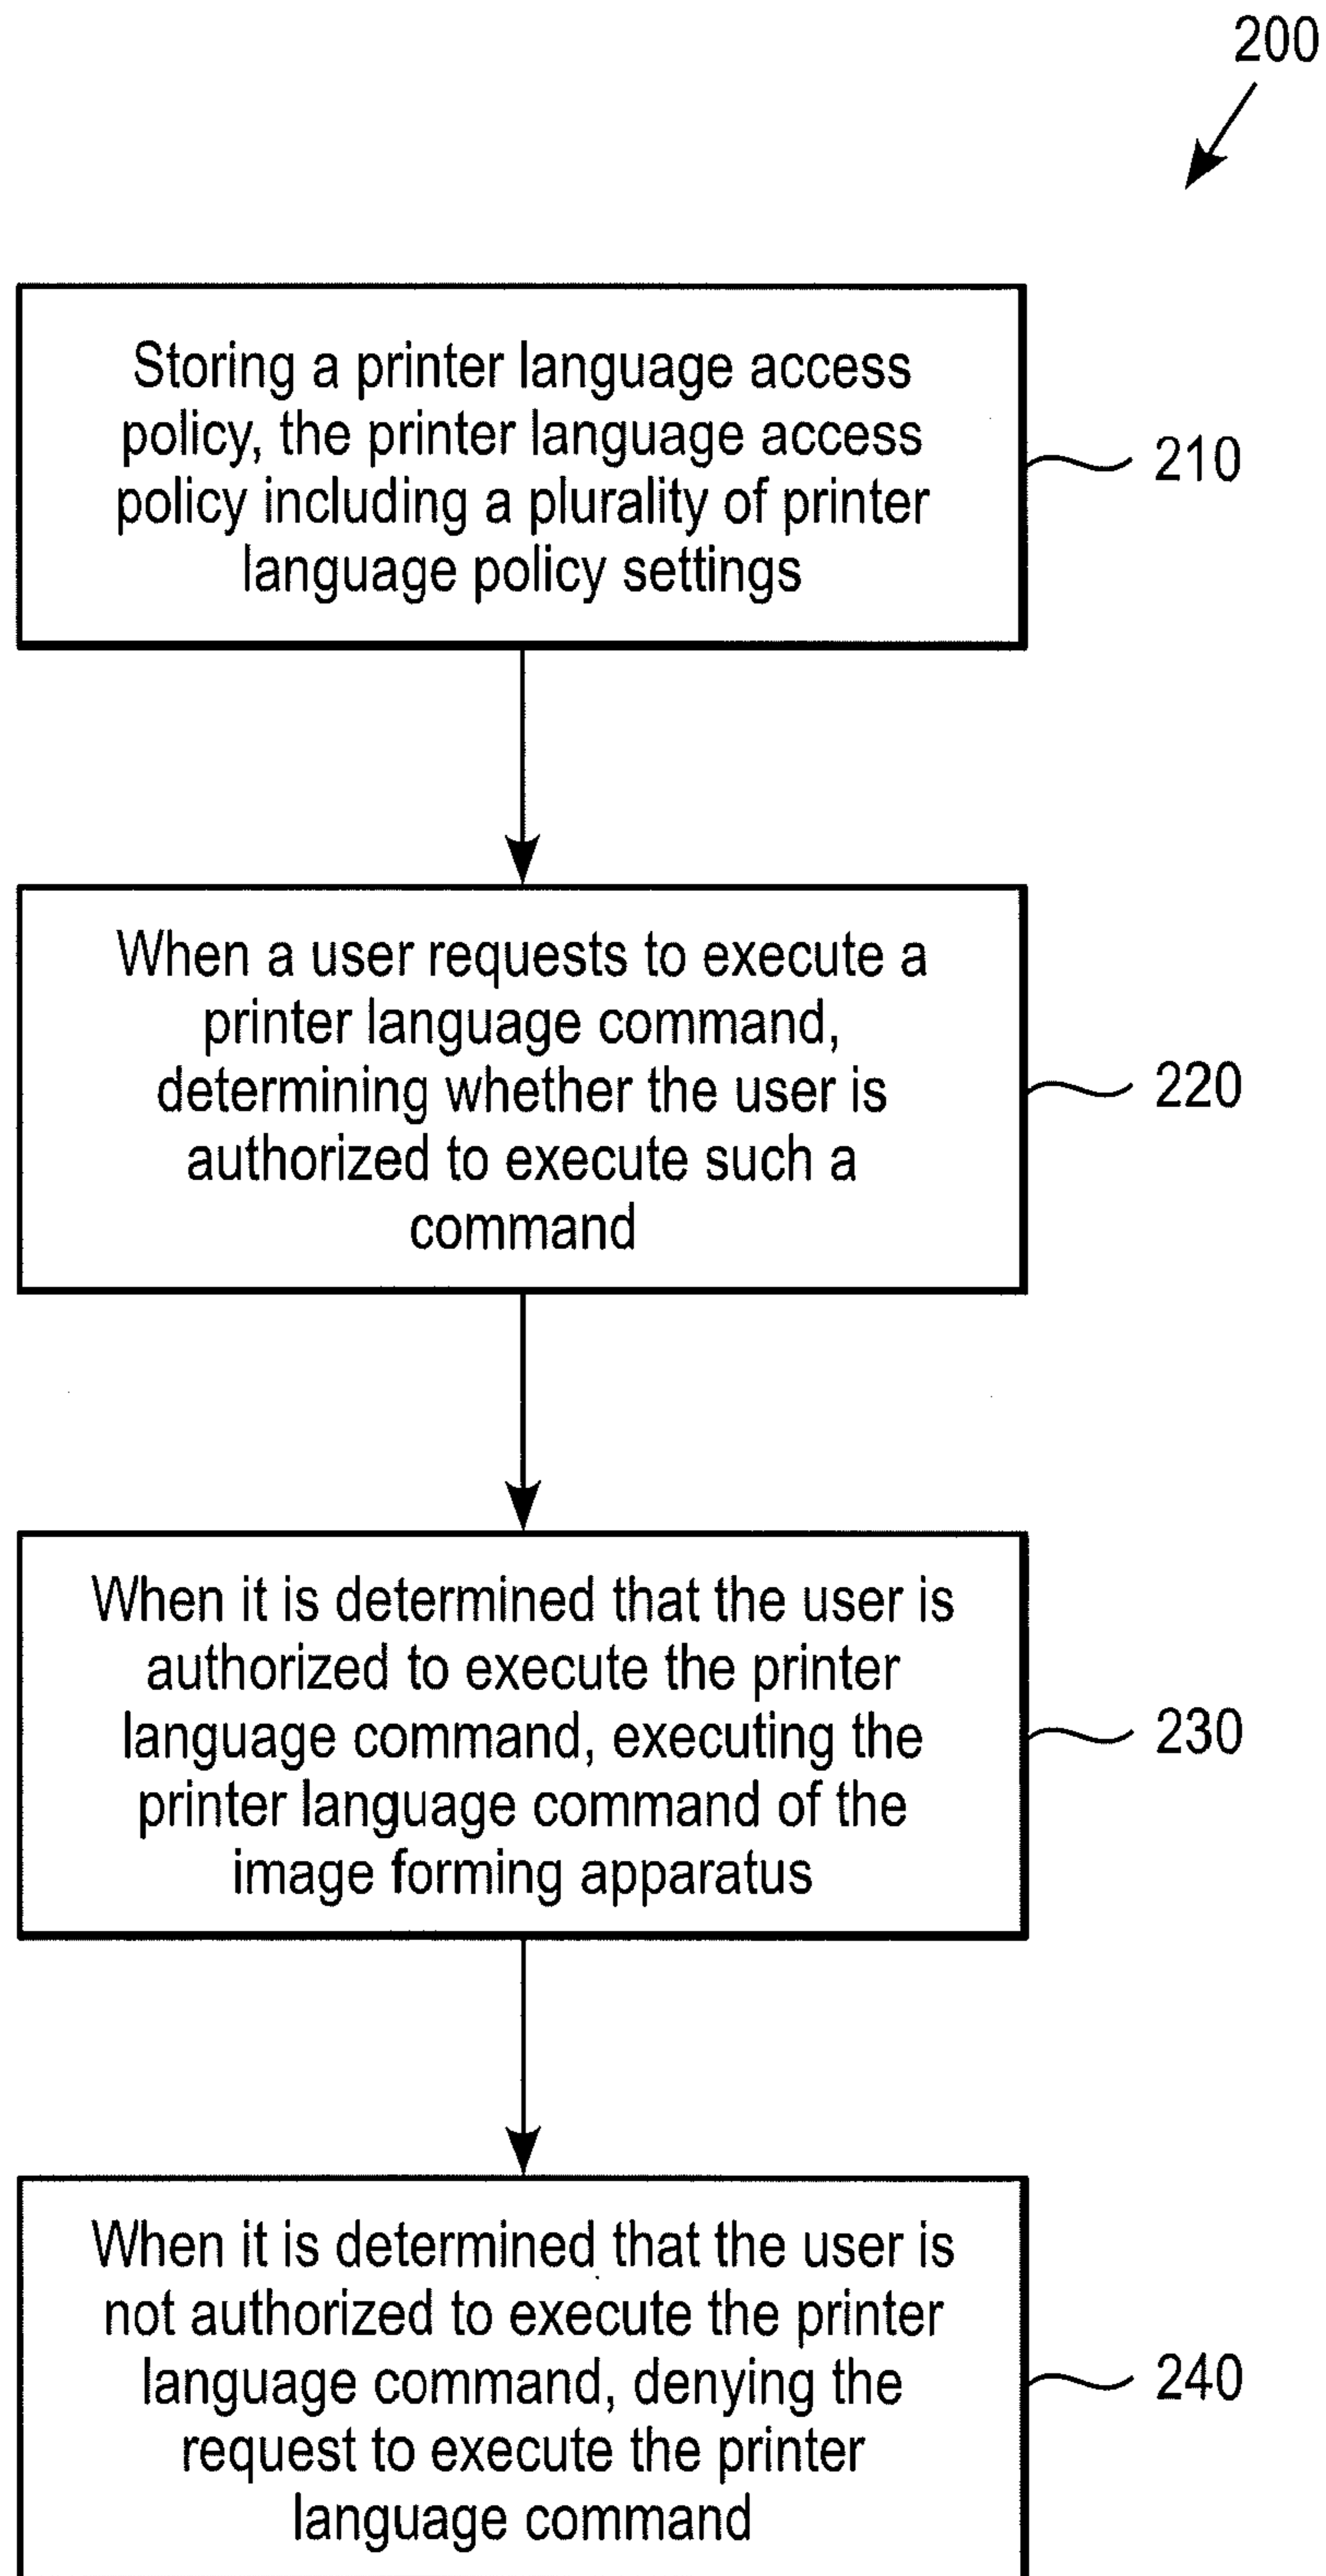 200
Storing a printer language access
policy, the printer language access
policy including a plurality of printer
language policy settings
210
When a user requests to execute a
printer language command,
determining whether the user is
authorized to execute such a
command
220
When it is determined that the user is
authorized to execute the printer
language command, executing the
printer language command of the
image forming apparatus
230
When it is determined that the user is
not authorized to execute the printer
language command, denying the
request to execute the printer
language command
240